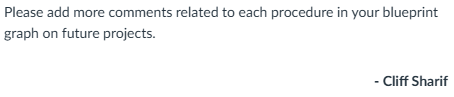 Please add more comments related to each procedure in your blueprint
graph on future projects.
- Cliff Sharif